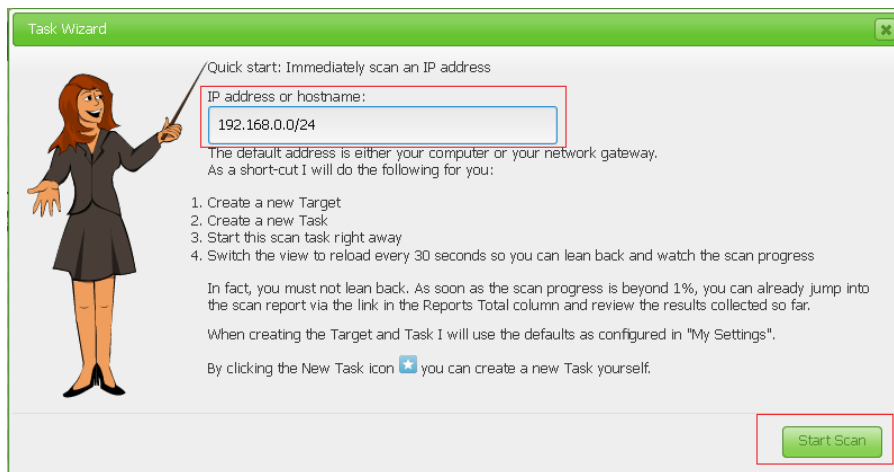 Task Wizard
Quick start: Immediately scan an IP address
IP address or hostname:
192.168.0.0/24
The default address is either your computer or your network gateway.
As a short-cut I will do the following for you:
1. Create a new Target
2. Create a new Task
3. Start this scan task right away
4. Switch the view to reload every 30 seconds so you can lean back and watch the scan progress
In fact, you must not lean back. As soon as the scan progress is beyond 1%, you can already jump into
the scan report via the link in the Reports Total column and review the results collected so far.
When creating the Target and Task I will use the defaults as configured in "My Settings".
By clicking the New Task icon you can create a new Task yourself.
Start Scan